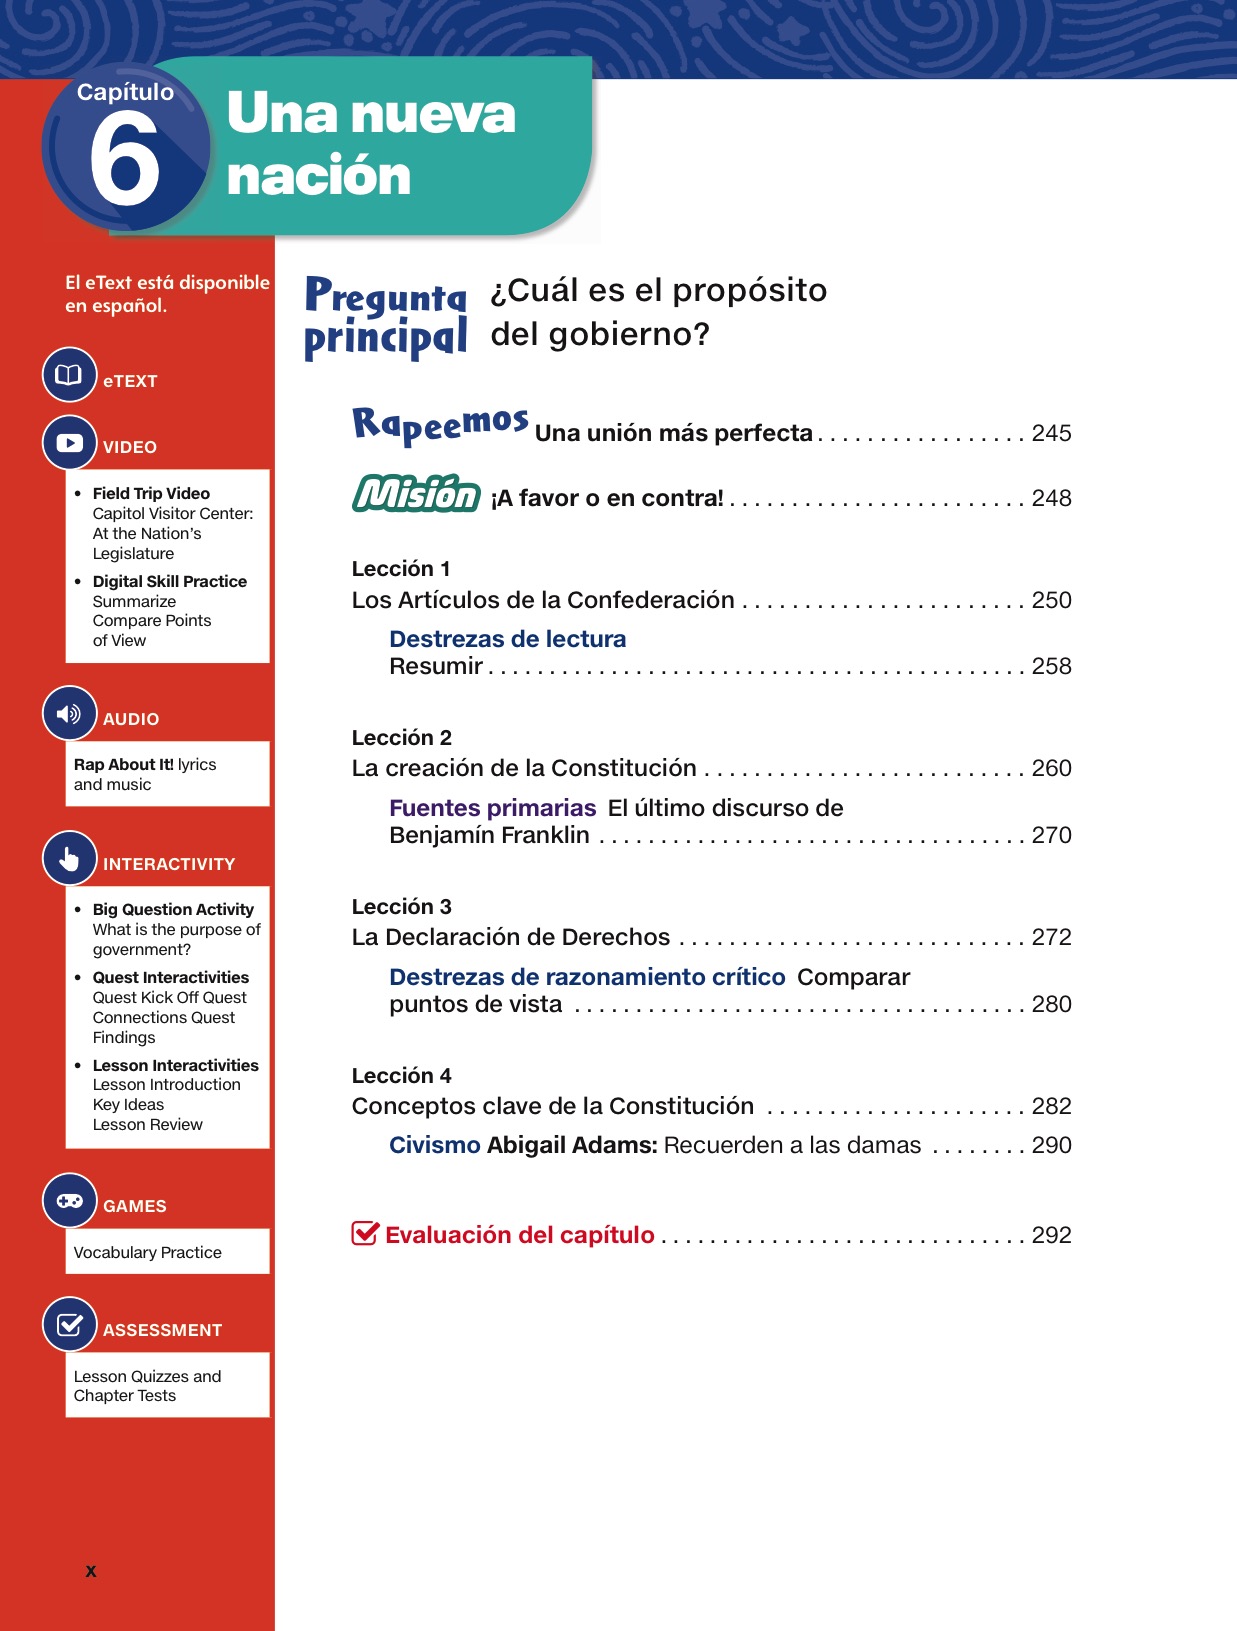 Capítulo
6
Una nueva
nación
El eText está disponible
en español.
eTEXT
VIDEO
• Field Trip Video
Capitol Visitor Center:
At the Nation's
Legislature
• Digital Skill Practice
Summarize
Compare Points
of View
AUDIO
Rap About It! lyrics
and music
INTERACTIVITY
• Big Question Activity
What is the purpose of
government?
• Quest Interactivities
Quest Kick Off Quest
Connections Quest
Findings
• Lesson Interactivities
Lesson Introduction
Key Ideas
Lesson Review
GAMES
Vocabulary Practice
ASSESSMENT
Lesson Quizzes and
Chapter Tests
Pregunta
principal
¿Cuál es el propósito
del gobierno?
Rapeemos Una unión más perfecta . . . . . . . . . . . . . . . . . 245
Misión ¡A favor o en contra! . . . . . . . . . . . . . . . . . . . . . . . . 248
Lección 1
Los Artículos de la Confederación . . . . . . . . . . . . . . . . . . . . . . . 250
Destrezas de lectura
Resumir . . . . . . . . . . . . . . . . . . . . . . . . . . . . . . . . . . . . . . . . . . . . 258
Lección 2
La creación de la Constitución . . . . . . . . . . . . . . . . . . . . . . . . . . 260
Fuentes primarias El último discurso de
Benjamín Franklin . . . . . . . . . . . . . . . . . . . . . . . . . . . . . . . . . . . 270
Lección 3
La Declaración de Derechos . . . . . . . . . . . . . . . . . . . . . . . . . . . . 272
Destrezas de razonamiento crítico Comparar
puntos de vista . . . . . . . . . . . . . . . . . . . . . . . . . . . . . . . . . . . . . 280
Lección 4
Conceptos clave de la Constitución . . . . . . . . . . . . . . . . . . . . . 282
Civismo Abigail Adams: Recuerden a las damas . . . . . . . . 290
Evaluación del capítulo . . . . . . . . . . . . . . . . . . . . . . . . . . . . . . 292
x